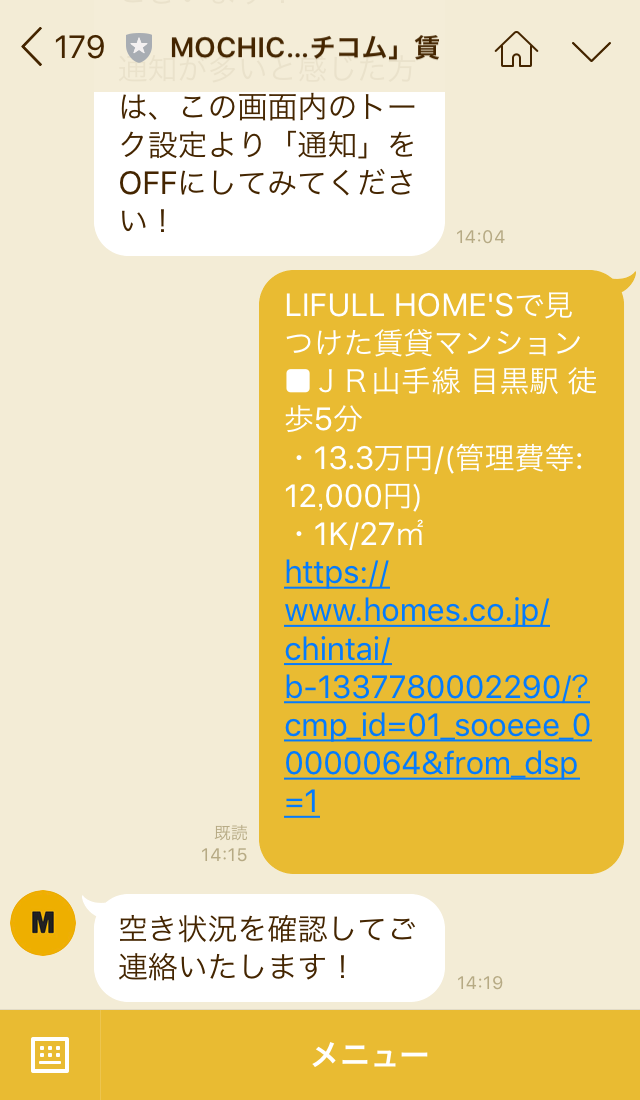 179 MOCHIC...チコム」賃
通知が多いと感じた方
は、この画面内のトー
ク設定より「通知」を
OFFにしてみてくださ
い！
14:04
LIFULL HOME'Sで見
つけた賃貸マンション
■ＪＲ山手線 目黒駅 徒
歩5分
・13.3万円/(管理費等:
12,000円)
・1K/27㎡
https://
www.homes.co.jp/
chintai/
b-1337780002290/?
cmp_id=01_sooeee_0
0000064&from_dsp
=1
既読
14:15
M
空き状況を確認してご
連絡いたします！
14:19
メニュー